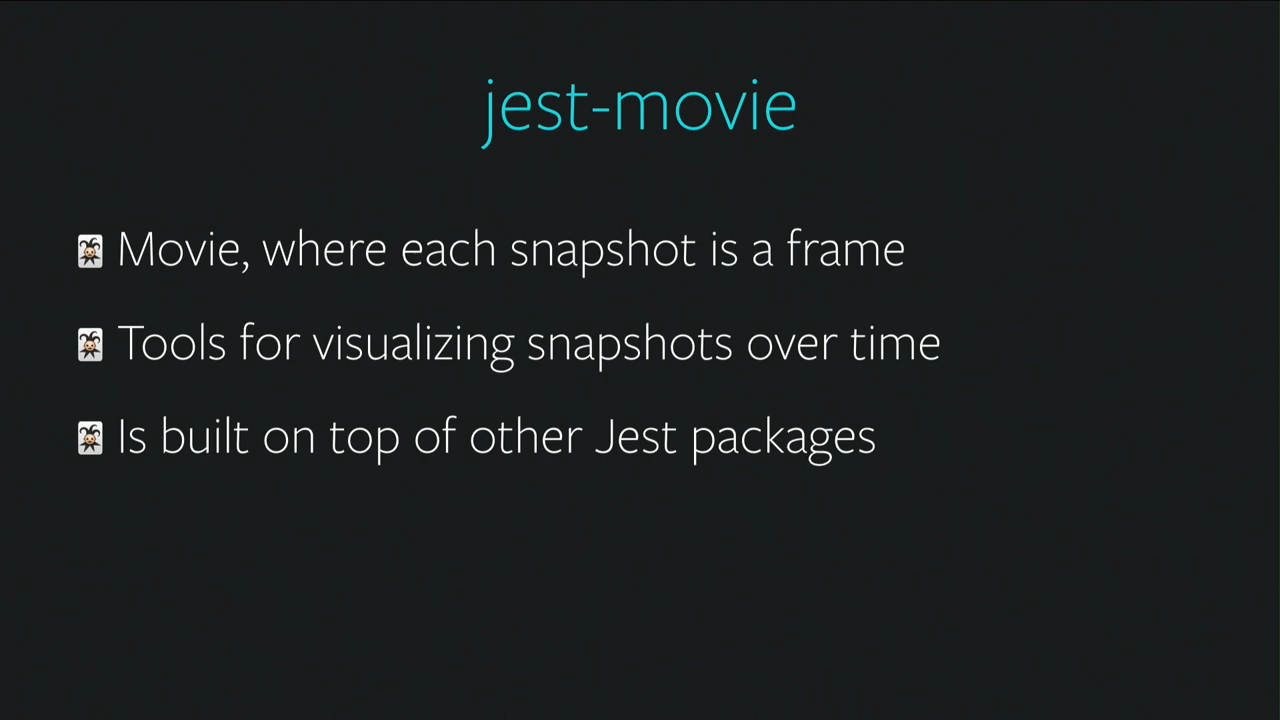 jest-movie
Movie, where each snapshot is a frame
Tools for visualizing snapshots over time
Is built on top of other Jest packages